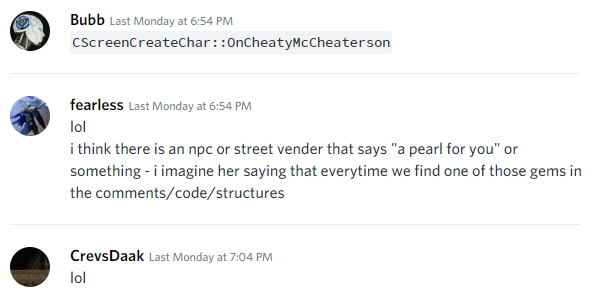 Bubb Last Monday at 6:54 PM
CScreenCreateChar::OnCheatyMcCheaterson
fearless Last Monday at 6:54 PM
lol
i think there is an npc or street vender that says "a pearl for you" or
something - i imagine her saying that everytime we find one of those gems in
the comments/code/structures
CrevsDaak Last Monday at 7:04 PM
lol